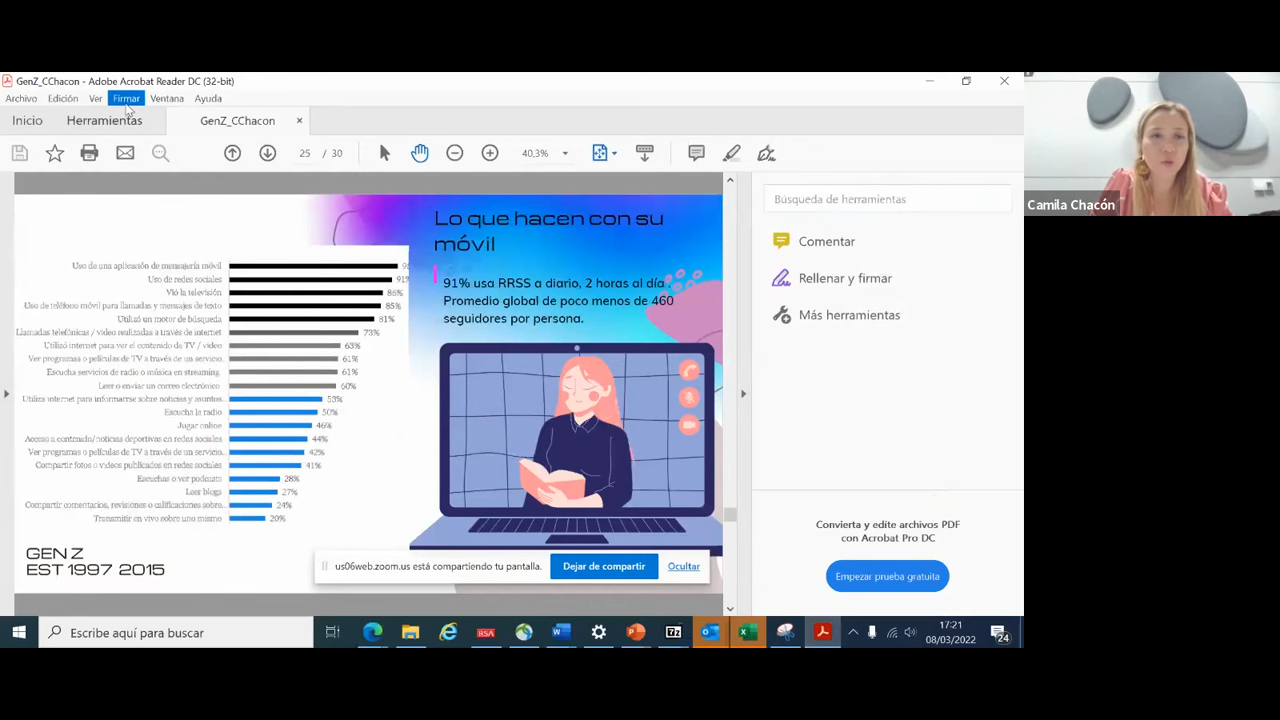 GenZ_CChacon - Adobe Acrobat Reader DC (32-bit)
Archivo Edición Ver Firmar Ventana Ayuda
Inicio Herramientas GenZ_CChacon ×
25 / 30 40,3%
Búsqueda de herramientas
Comentar
Rellenar y firmar
Más herramientas
Convierta y edite archivos PDF
con Acrobat Pro DC
Empezar prueba gratuita
Camila Chacón
Lo que hacen con su
móvil
91% usa RRSS a diario, 2 horas al día.
Promedio global de poco menos de 460
seguidores por persona.
Uso de una aplicación de mensajería móvil
Uso de redes sociales 91%
Vió la televisión 86%
Uso de teléfono móvil para llamadas y mensajes de texto 85%
Utilizó un motor de búsqueda 81%
Llamadas telefónicas / video realizadas a través de internet 73%
Utilizó internet para ver el contenido de TV / video 63%
Ver programas o películas de TV a través de un servicio... 61%
Escucha servicios de radio o música en streaming 61%
Leer o enviar un correo electrónico 60%
Utiliza internet para informarse sobre noticias y asuntos... 53%
Escucha la radio 50%
Jugar online 46%
Acceso a contenido/noticias deportivas en redes sociales 44%
Ver programas o películas de TV a través de un servicio... 42%
Compartir fotos o videos publicados en redes sociales 41%
Escuchas o ver podcasts 28%
Leer blogs 27%
Compartir comentarios, revisiones o calificaciones sobre... 24%
Transmitir en vivo sobre uno mismo 20%
GEN Z
EST 1997 2015
us06web.zoom.us está compartiendo tu pantalla. Dejar de compartir Ocultar
Escribe aquí para buscar
RSA
17:21
08/03/2022
24